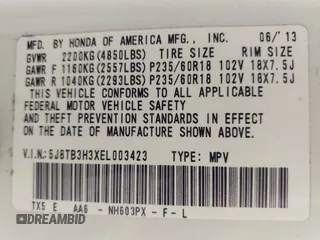 MFD. BY HONDA OF AMERICA MFG., INC. 06/'13
GVWR 2200KG(4850LBS) TIRE SIZE RIM SIZE
GAWR F 1160KG(2557LBS) P235/60R18 102V 18X7.5J
GAWR R 1040KG(2293LBS) P235/60R18 102V 18X7.5J
THIS VEHICLE CONFORMS TO ALL APPLICABLE
FEDERAL MOTOR VEHICLE SAFETY
AND THEFT PREVENTION STANDARDS IN EFFECT
ON THE DATE OF MANUFACTURE SHOWN ABOVE.
V.I.N.:5J8TB3H3XEL003423 TYPE: MPV
TX5 E AA6 - NH603PX - F - L
DREAMBID